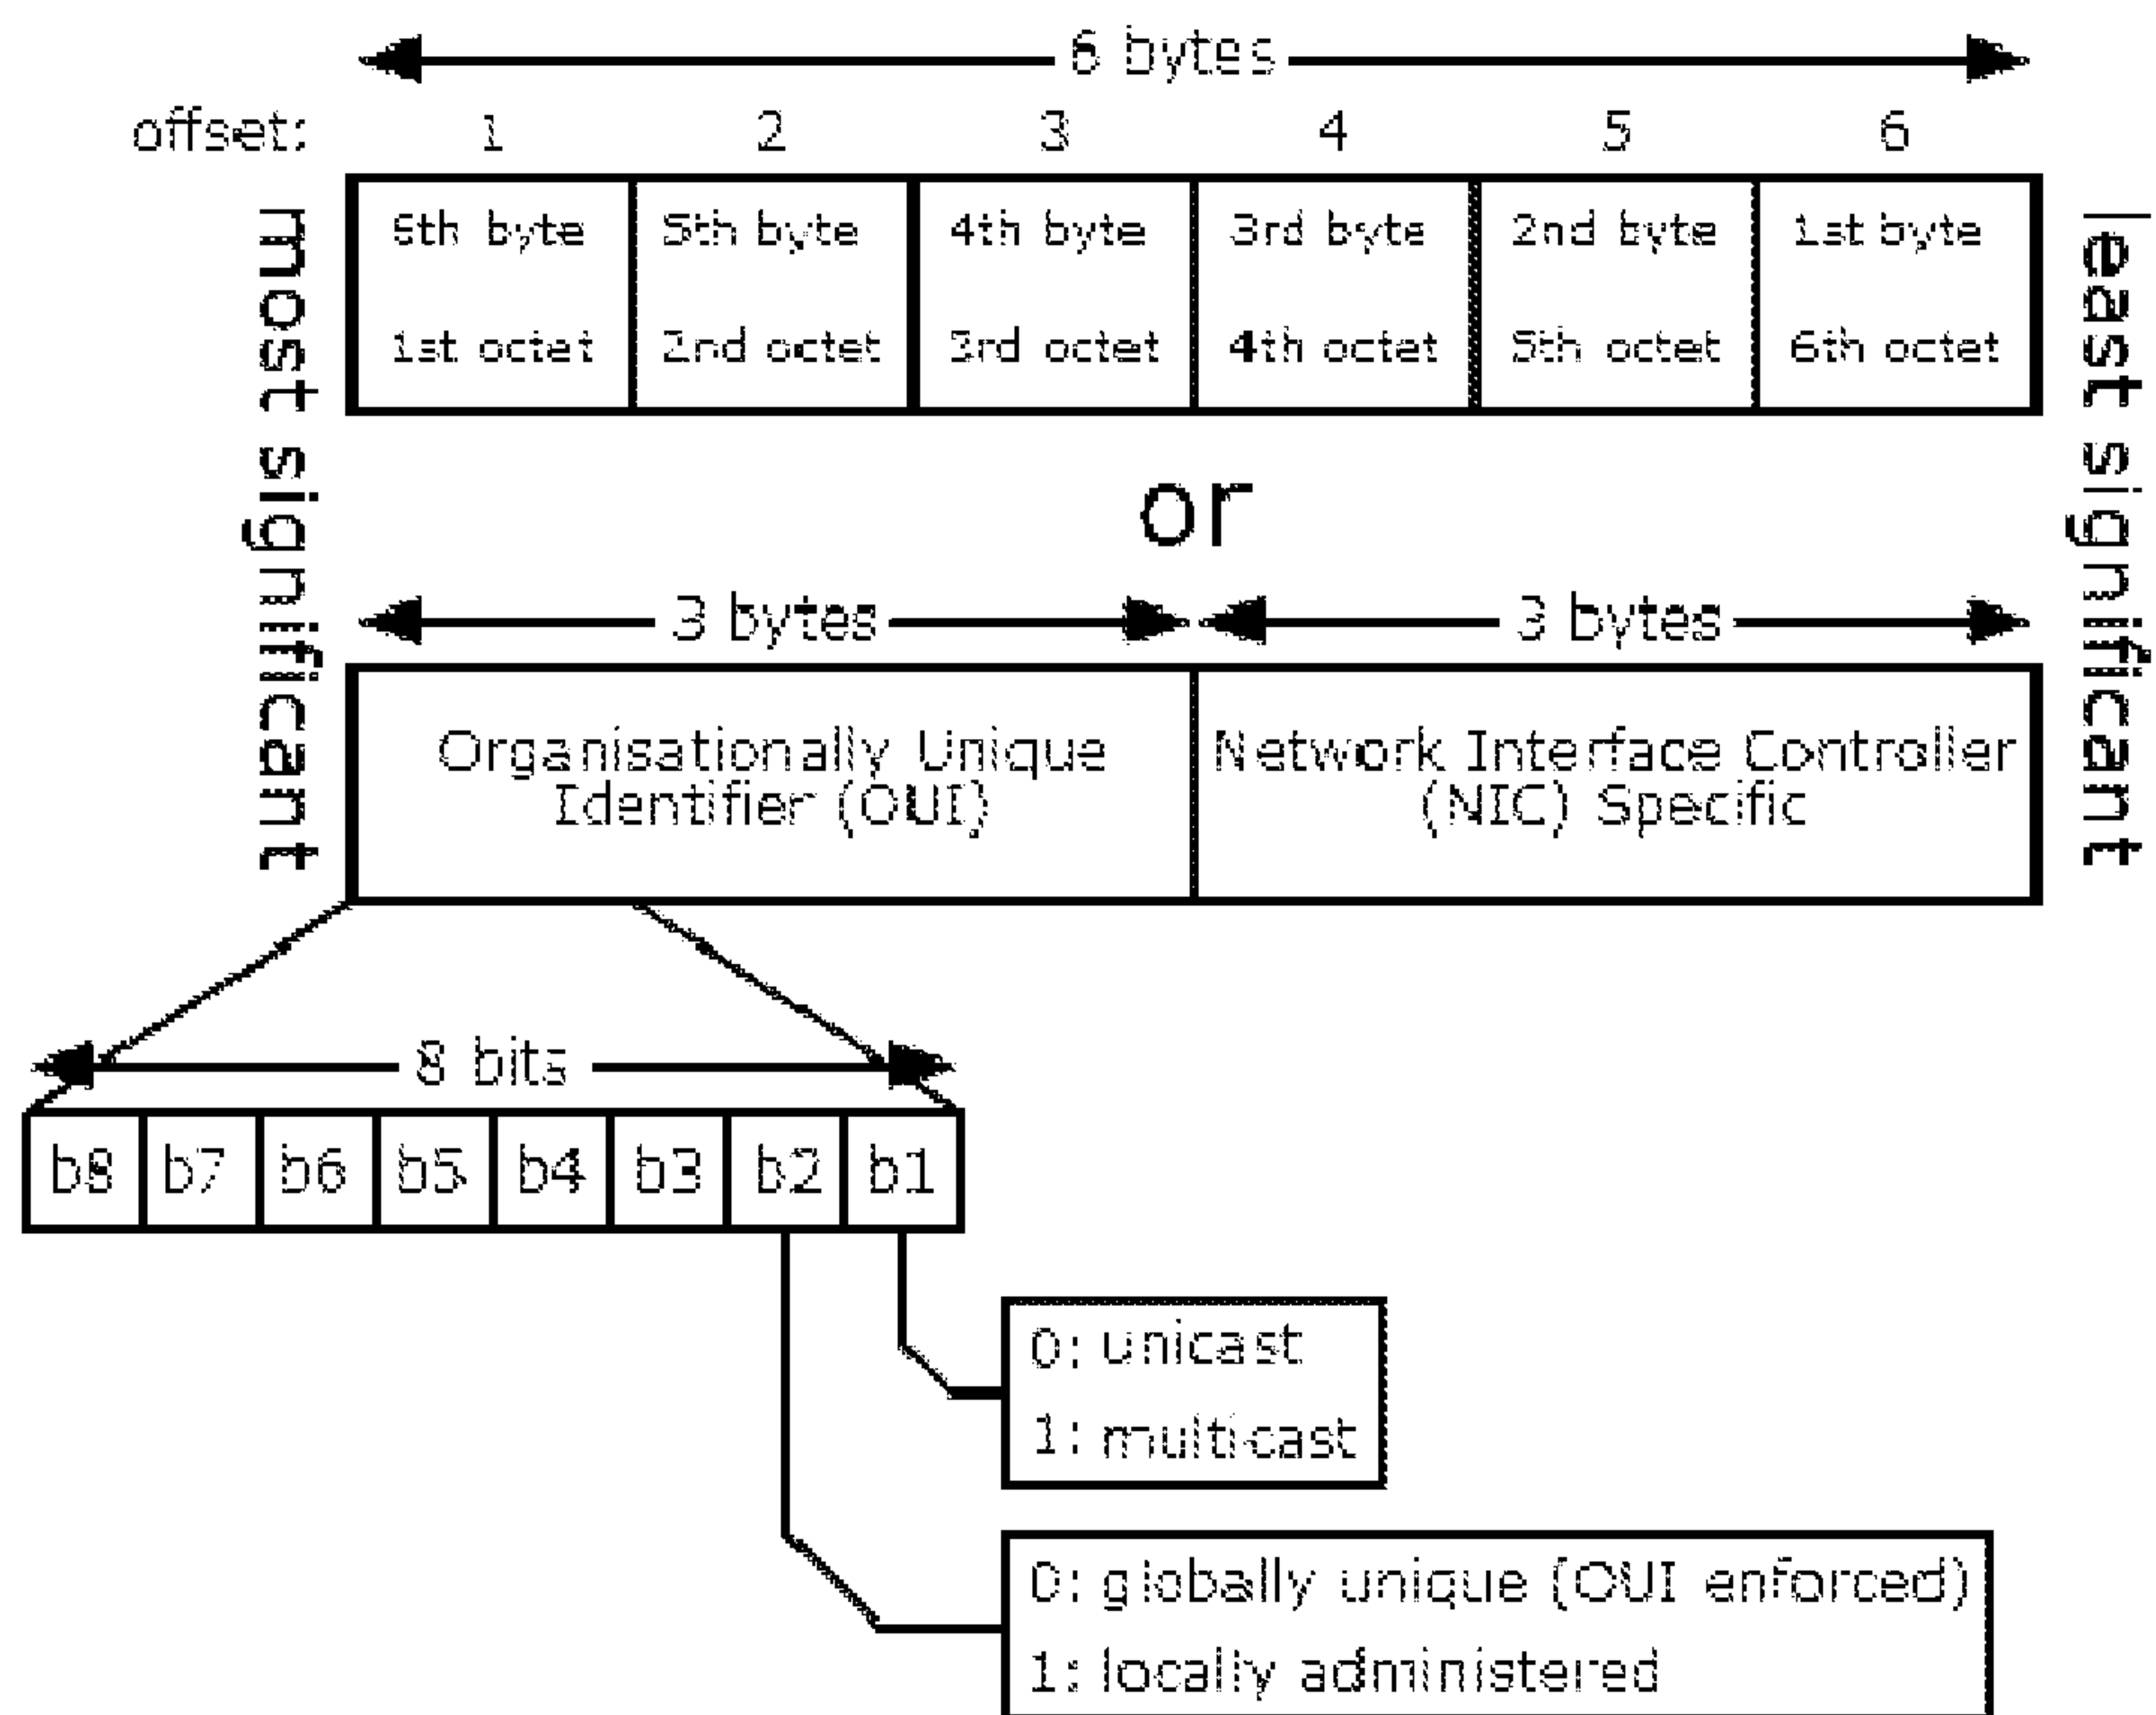 6 bytes
offset: 1 2 3 4 5 6
6th byte 5th byte 4th byte 3rd byte 2nd byte 1st byte
1st octet 2nd octet 3rd octet 4th octet 5th octet 6th octet
most significant
least significant
or
3 bytes 3 bytes
Organisationally Unique
Identifier (OUI)
Network Interface Controller
(NIC) Specific
8 bits
b8 b7 b6 b5 b4 b3 b2 b1
0: unicast
1: multicast
0: globally unique (OUI enforced)
1: locally administered